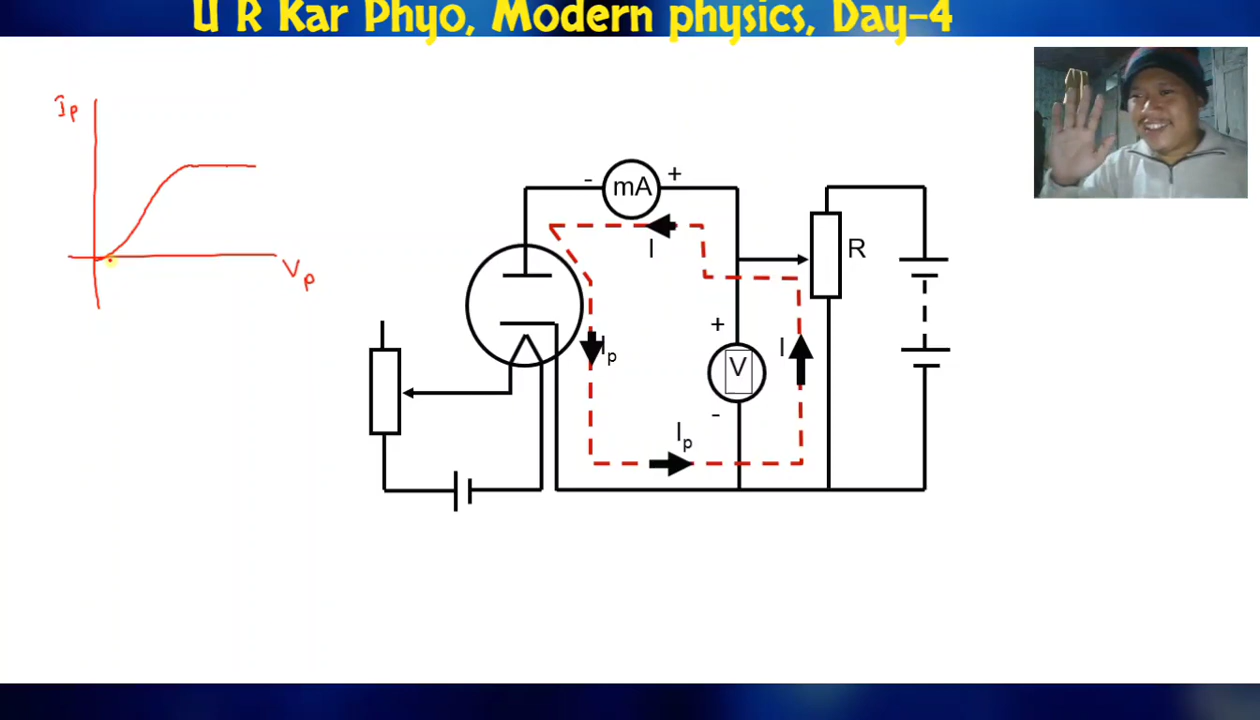 U R Kar Phyo, Modern physics, Day-4
Ip
Vp
- mA +
I
R
Ip
+
V
-
I
Ip